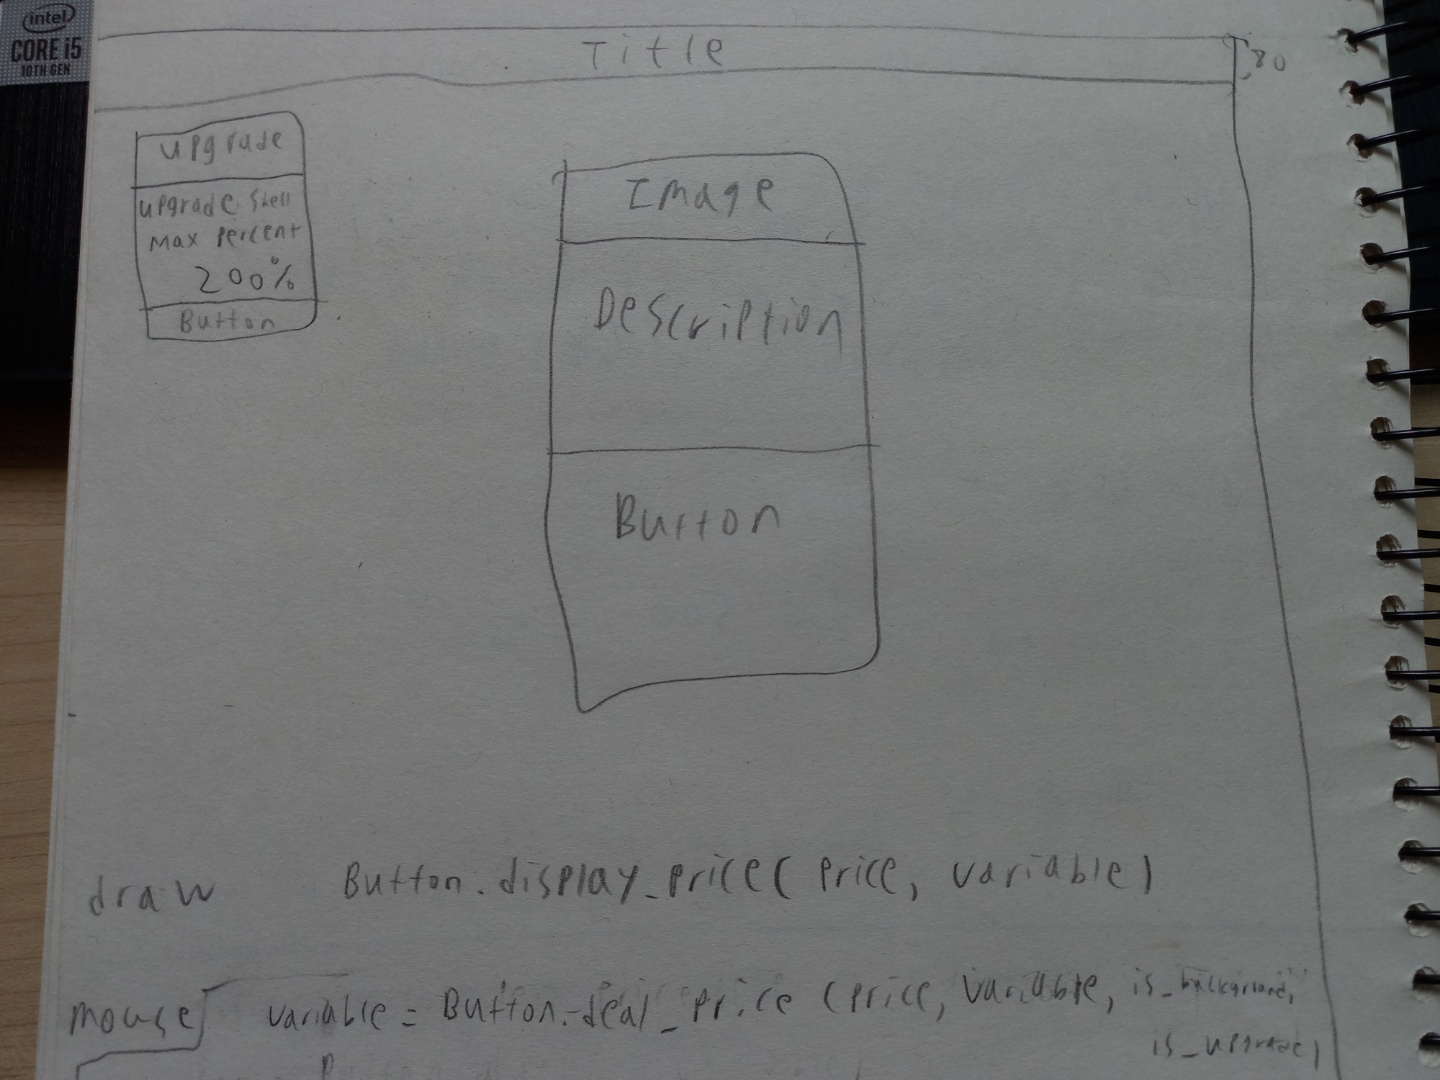 intel
CORE i5
10TH GEN
Title
80
upgrade
upgrade shell
Max Percent
200%
Button
Image
Description
Button
draw Button.display_price( price, variable)
mouse variable = Button.deal_price (price, variable, is_background,
is_upgrade)